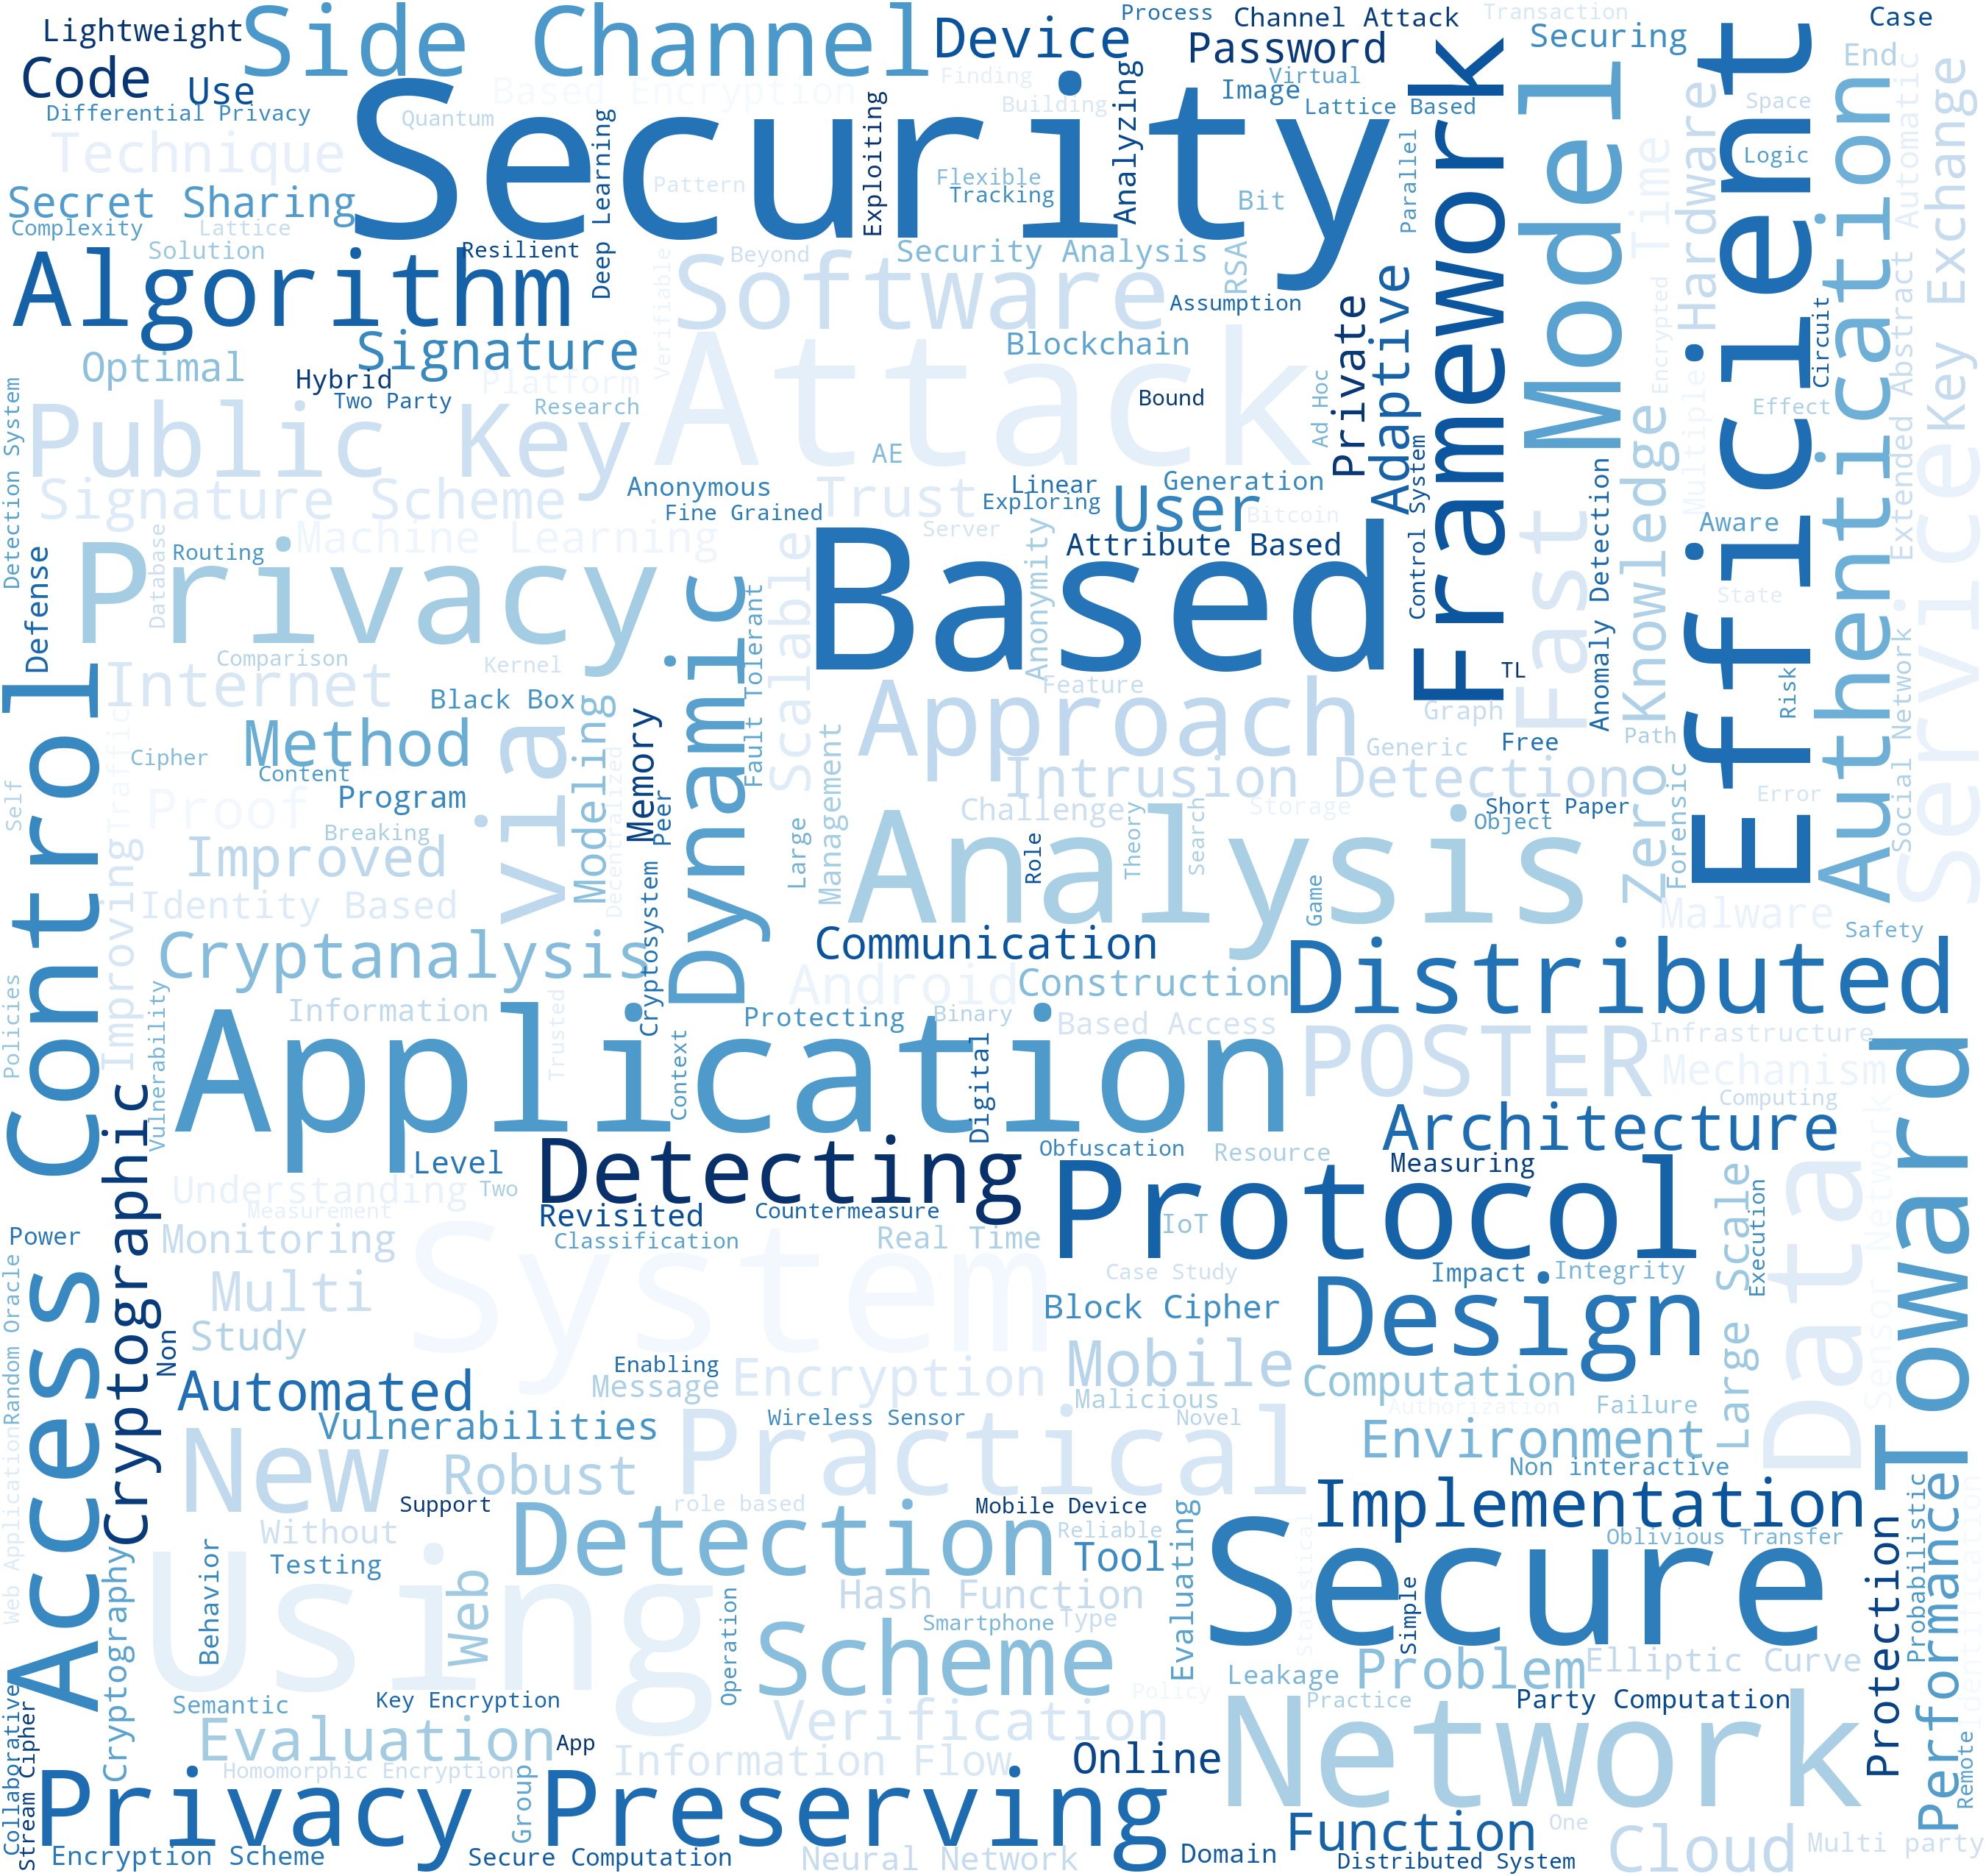 Lightweight
Side Channel
Device
Process
Channel Attack
Transaction
Case
Code
Use
Password
Securing
End
Security
Based Encryption
Finding
Virtual
Image
Building
Lattice Based
Space
Differential Privacy
Quantum
Deep Learning
Exploiting
Analyzing
Framework
Model
Efficient
Authentication
Automatic
Key Exchange
Technique
Pattern
Flexible
Tracking
Parallel
Time
Hardware
Logic
Secret Sharing
Bit
Complexity
Lattice
Solution
Resilient
Security Analysis
RSA
Algorithm
Verifiable
Beyond
Software
Assumption
Private
Adaptive
Encrypted
Circuit
Extended Abstract
Signature
Blockchain
Optimal
Hybrid
Platform
Attack
Ad Hoc
Multiple
Effect
Two Party
Research
Bound
Detection System
Public Key
AE
Control System
Anomaly Detection
Zero Knowledge
Service
Signature Scheme
Anonymous
Trust
Linear
Generation
Exploring
User
Fine Grained
Bitcoin
Fast
Aware
Machine Learning
Server
Attribute Based
Defense
Privacy
Routing
Database
Scalable
Based
Anonymity
State
Dynamic
Fault Tolerant
Comparison
Kernel
Internet
Black Box
Approach
Feature
Graph
TL
Risk
Social Network
Control
Method
via
Modeling
Memory
Generic
Free
Path
Cipher
Content
Traffic
Decentralized
Intrusion Detection
Self
Proof
Program
Peer
Large
Management
Challenge
Storage
Short Paper
Object
Error
Forensic
Breaking
Analysis
Role
Theory
Search
Improving
Improved
Cryptosystem
Game
Identity Based
Malware
Safety
Cryptanalysis
Communication
Distributed
Policies
Vulnerability
Android
Construction
Information
Trusted
Context
Protecting
Binary
Based Access
POSTER
Infrastructure
Application
Digital
Mechanism
Toward
Computing
Access
Cryptographic
Architecture
Level
Detecting
Obfuscation
Resource
Measuring
Understanding
Two
Protocol
Large Scale
Data
Sensor Network
Measurement
Revisited
Countermeasure
IoT
Execution
Power
Monitoring
Classification
Real Time
Random Oracle
System
Case Study
Impact
Integrity
Multi
Block Cipher
Design
Study
Non
Enabling
Encryption
Mobile
Automated
Message
Malicious
Computation
Authorization
Failure
Vulnerabilities
Wireless Sensor
Novel
Web Application
New
Robust
Practical
Environment
Non interactive
Support
role based
Mobile Device
Implementation
Probabilistic
Performance
Identification
Without
Detection
Reliable
Evaluating
Statistical
Oblivious Transfer
Protection
Testing
Tool
Secure
Cryptography
Behavior
Using
Web
Operation
Hash Function
Simple
Smartphone
Type
Scheme
Problem
Elliptic Curve
Leakage
Semantic
Key Encryption
Policy
Practice
Party Computation
Collaborative
Stream Cipher
Evaluation
App
Verification
Network
Homomorphic Encryption
Information Flow
Online
Remote
Privacy Preserving
Group
Function
One
Cloud
Multi party
Encryption Scheme
Secure Computation
Neural Network
Domain
Distributed System